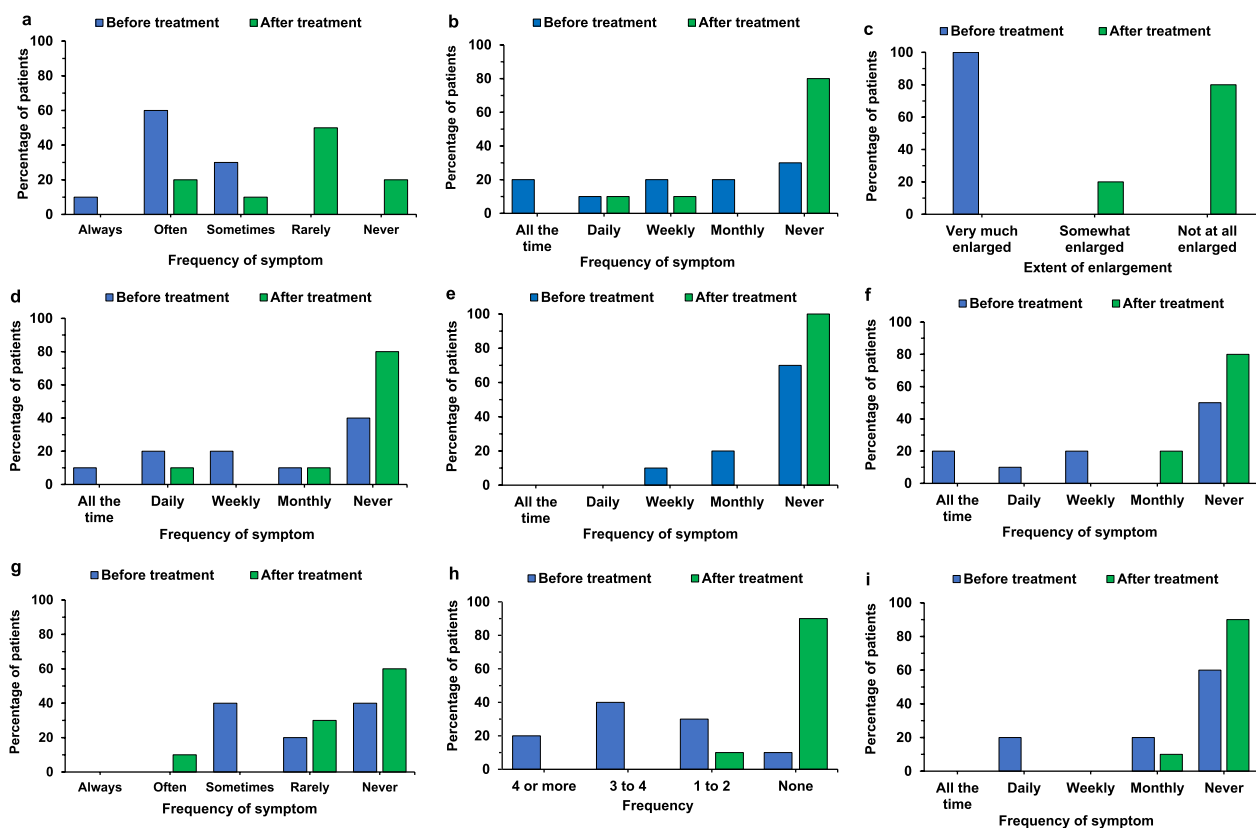 a
Before treatment After treatment
Percentage of patients
100
80
60
40
20
0
Always Often Sometimes Rarely Never
Frequency of symptom
b
Before treatment After treatment
Percentage of patients
100
80
60
40
20
0
All the time Daily Weekly Monthly Never
Frequency of symptom
c
Before treatment After treatment
Percentage of patients
100
80
60
40
20
0
Very much enlarged Somewhat enlarged Not at all enlarged
Extent of enlargement
d
Before treatment After treatment
Percentage of patients
100
80
60
40
20
0
All the time Daily Weekly Monthly Never
Frequency of symptom
e
Before treatment After treatment
Percentage of patients
100
80
60
40
20
0
All the time Daily Weekly Monthly Never
Frequency of symptom
f
Before treatment After treatment
Percentage of patients
100
80
60
40
20
0
All the time Daily Weekly Monthly Never
Frequency of symptom
g
Before treatment After treatment
Percentage of patients
100
80
60
40
20
0
Always Often Sometimes Rarely Never
Frequency of symptom
h
Before treatment After treatment
Percentage of patients
100
80
60
40
20
0
4 or more 3 to 4 1 to 2 None
Frequency
i
Before treatment After treatment
Percentage of patients
100
80
60
40
20
0
All the time Daily Weekly Monthly Never
Frequency of symptom